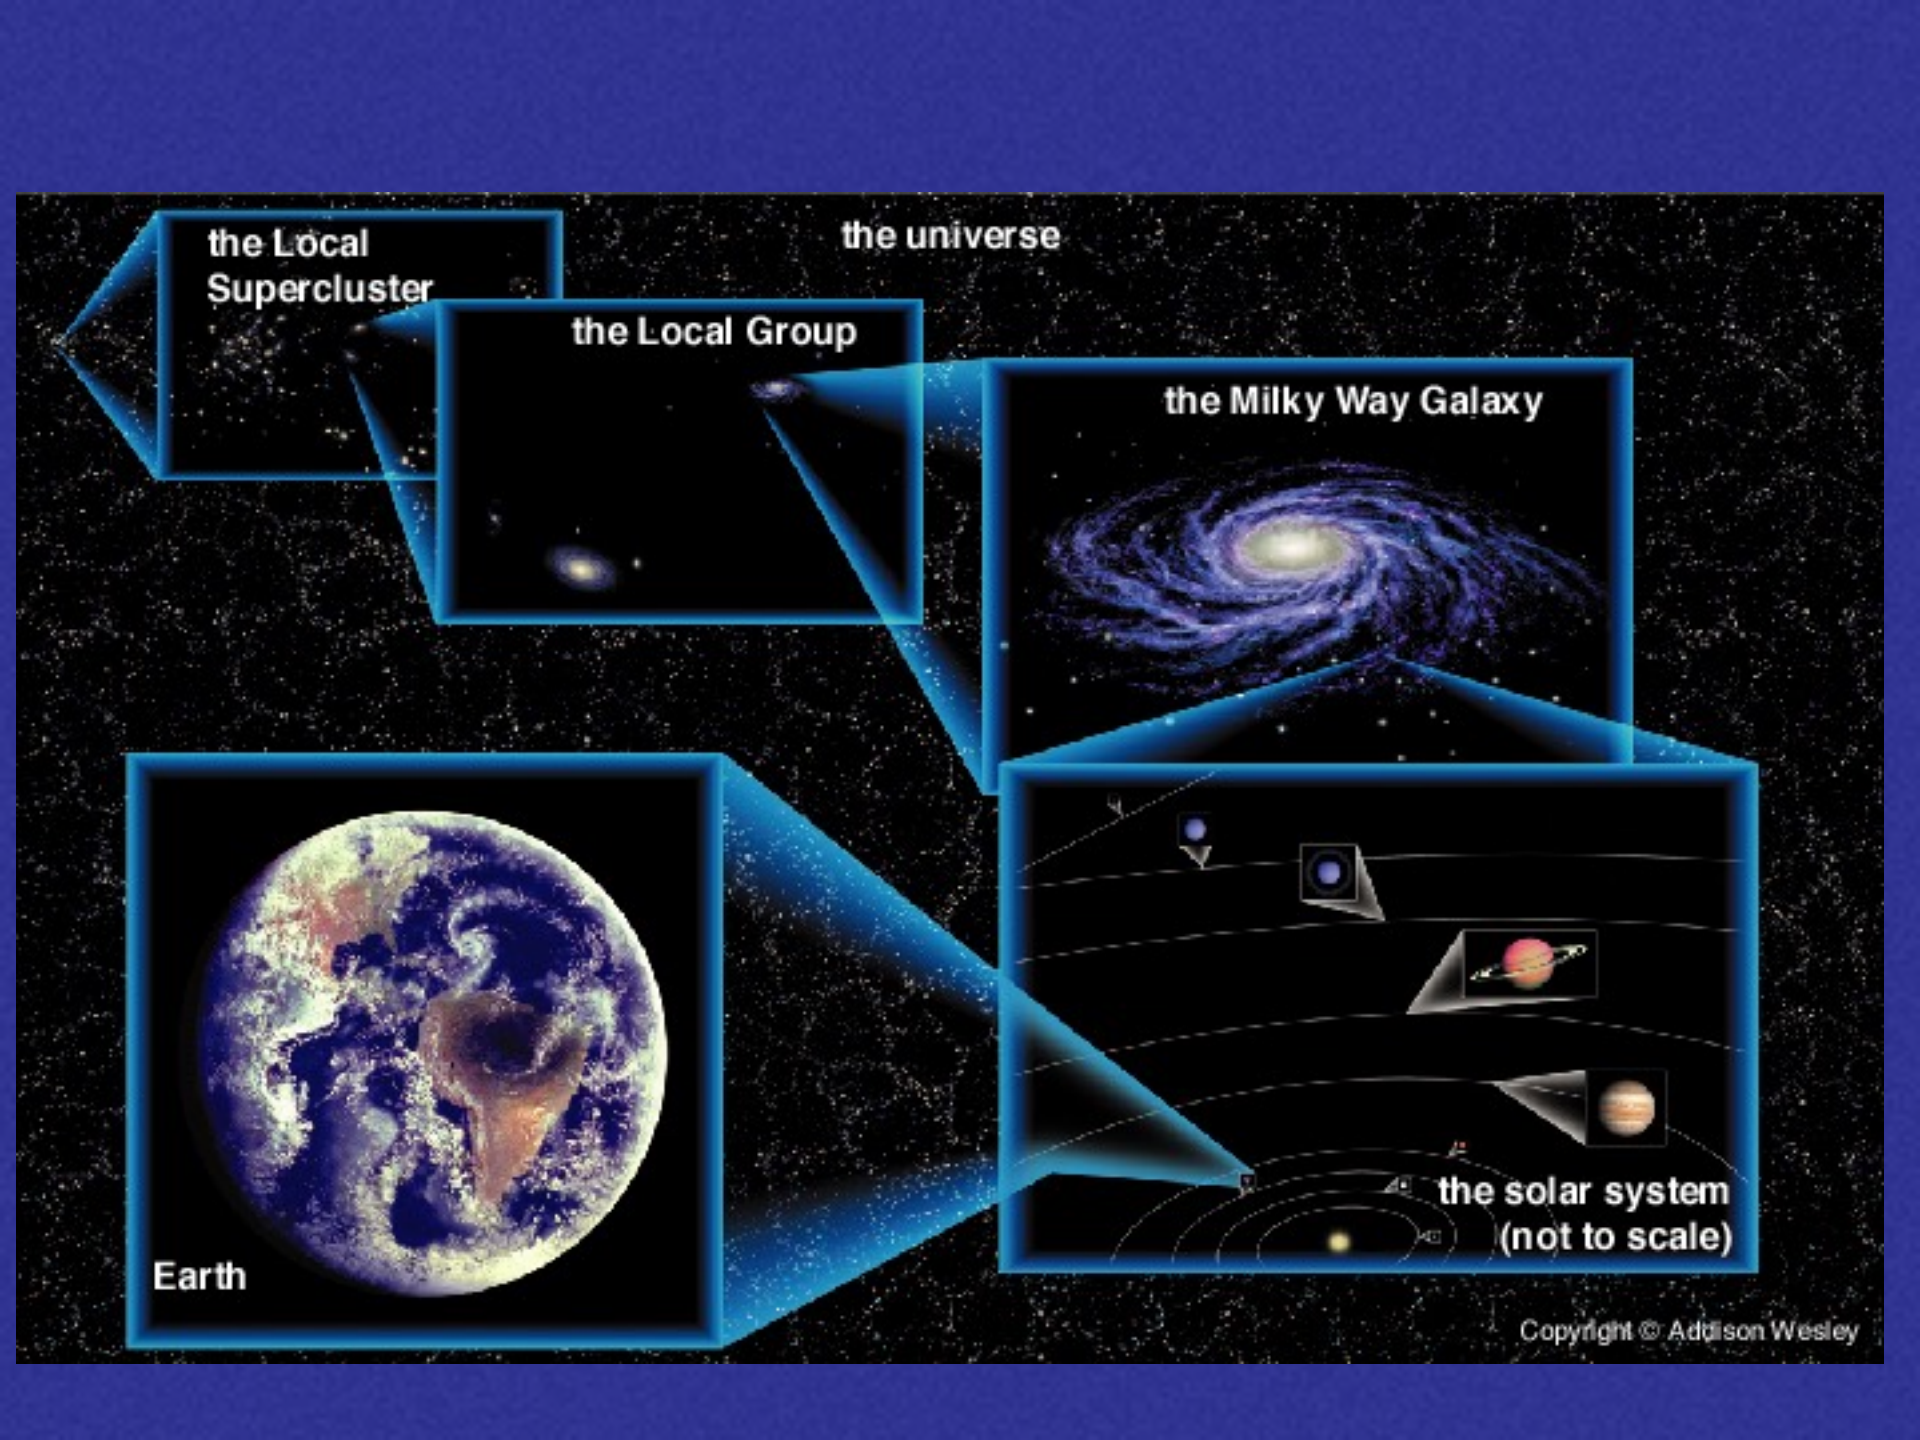 the universe
the Local
Supercluster
the Local Group
the Milky Way Galaxy
the solar system
(not to scale)
Earth
Copyright © Addison Wesley